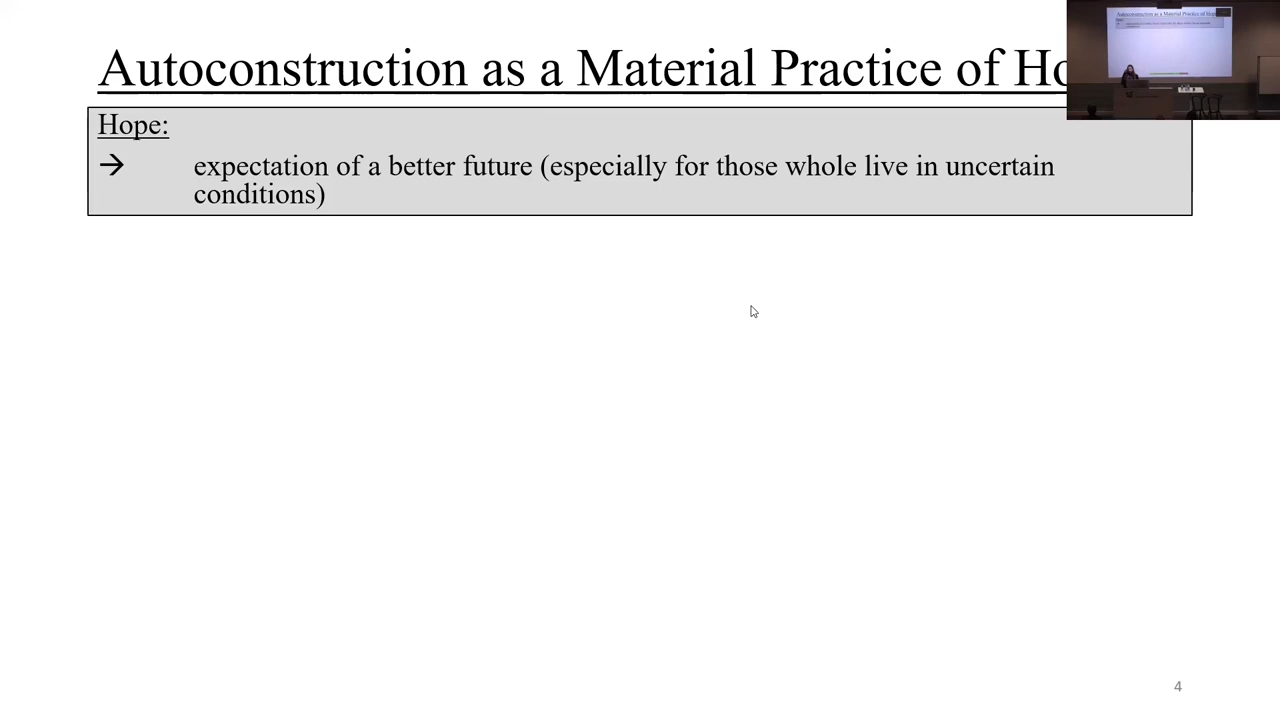 Autoconstruction as a Material Practice of Ho
Hope:
→ expectation of a better future (especially for those whole live in uncertain
conditions)
4